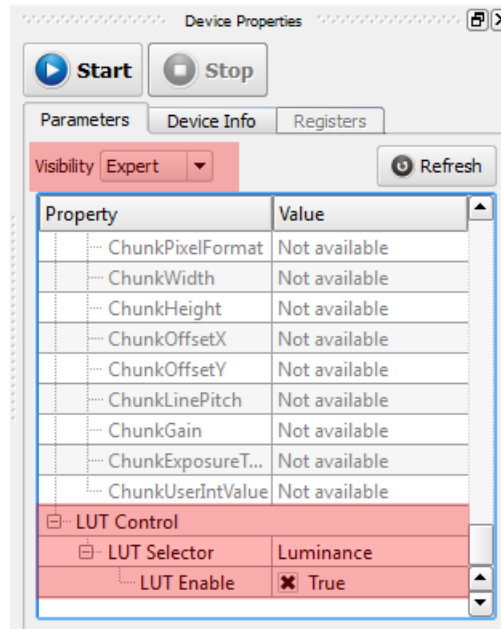 Device Properties
Start Stop
Parameters Device Info Registers
Visibility Expert Refresh
Property Value
ChunkPixelFormat Not available
ChunkWidth Not available
ChunkHeight Not available
ChunkOffsetX Not available
ChunkOffsetY Not available
ChunkLinePitch Not available
ChunkGain Not available
ChunkExposureT... Not available
ChunkUserIntValue Not available
LUT Control
LUT Selector Luminance
LUT Enable True